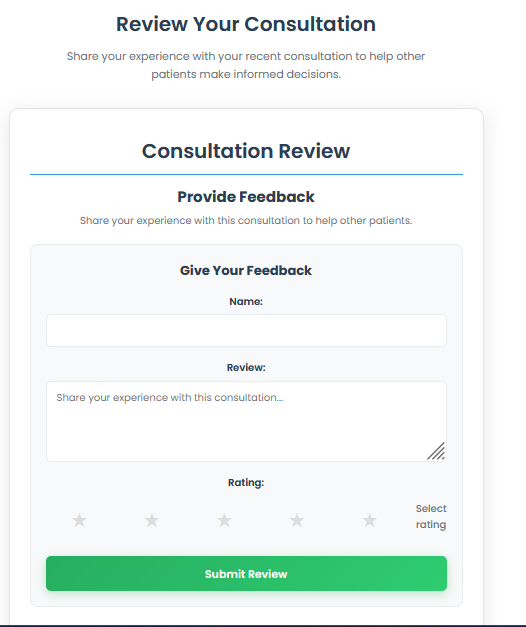 Review Your Consultation
Share your experience with your recent consultation to help other
patients make informed decisions.
Consultation Review
Provide Feedback
Share your experience with this consultation to help other patients.
Give Your Feedback
Name:
Review:
Share your experience with this consultation...
Rating:
Select
rating
Submit Review